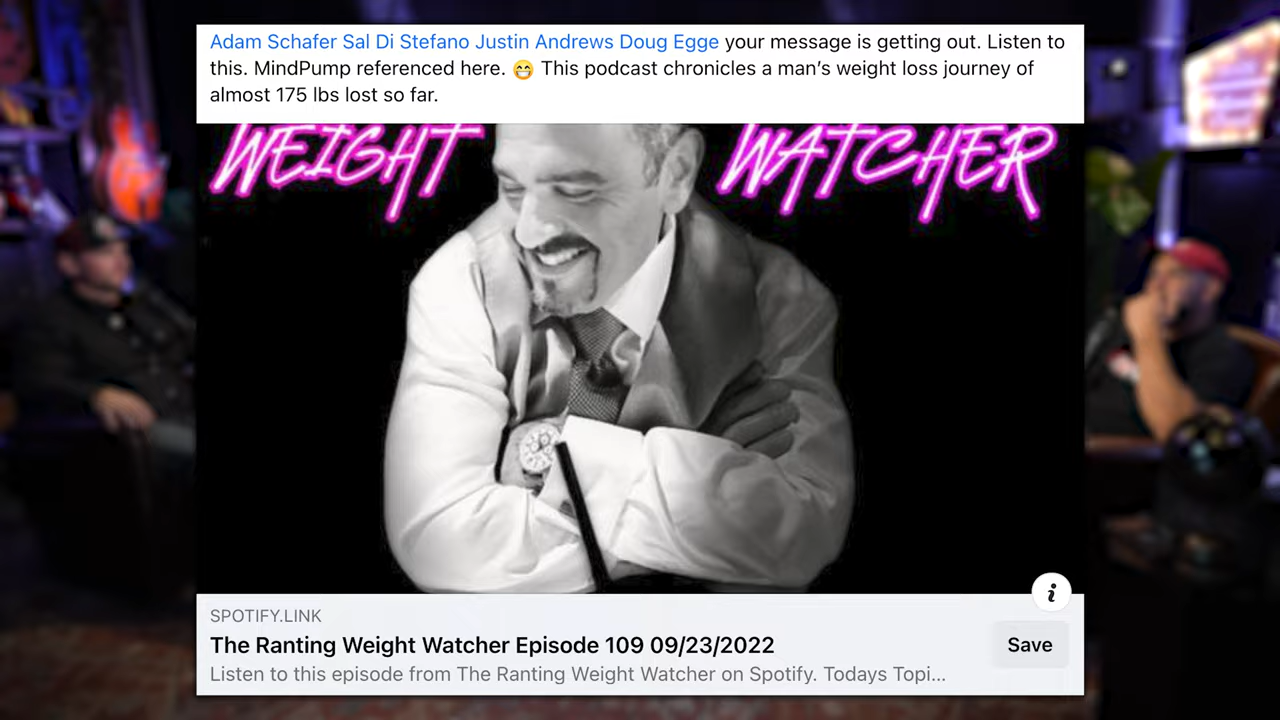 Adam Schafer Sal Di Stefano Justin Andrews Doug Egge your message is getting out. Listen to
this. MindPump referenced here. 😁 This podcast chronicles a man’s weight loss journey of
almost 175 lbs lost so far.
WEIGHT WATCHER
i
SPOTIFY.LINK
The Ranting Weight Watcher Episode 109 09/23/2022
Save
Listen to this episode from The Ranting Weight Watcher on Spotify. Todays Topi...